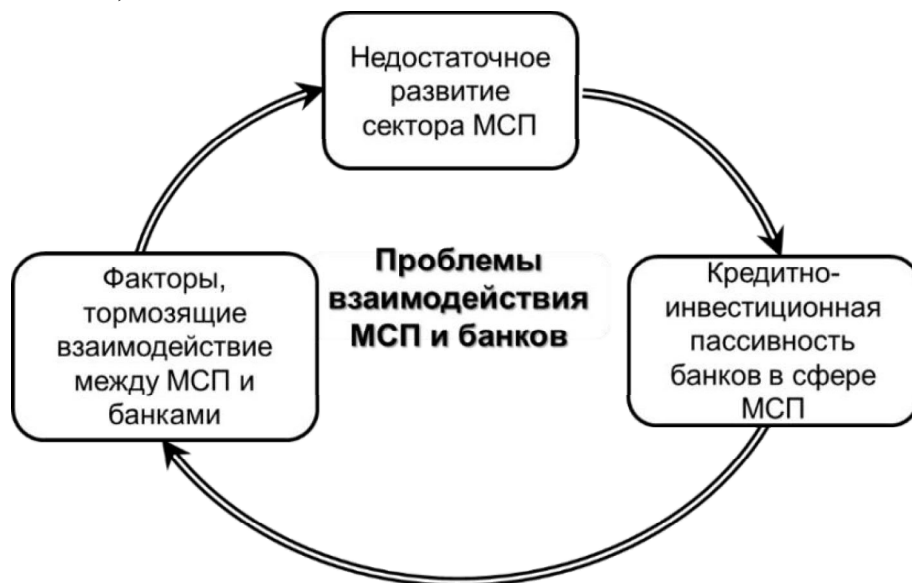 Недостаточное
развитие
сектора МСП
Проблемы
взаимодействия
МСП и банков
Факторы,
тормозящие
взаимодействие
между МСП и
банками
Кредитно-
инвестиционная
пассивность
банков в сфере
МСП